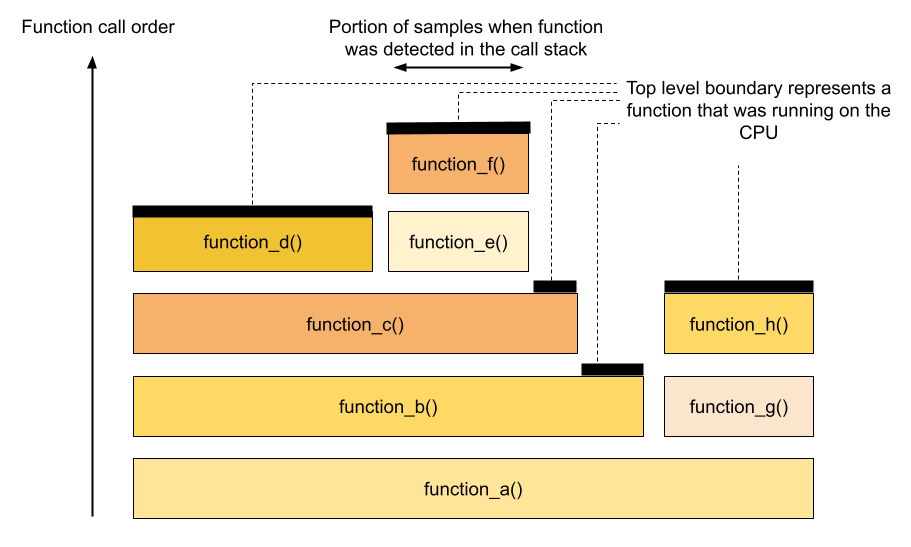 Function call order
Portion of samples when function
was detected in the call stack
Top level boundary represents a
function that was running on the
CPU
function_f()
function_d()
function_e()
function_c()
function_h()
function_b()
function_g()
function_a()